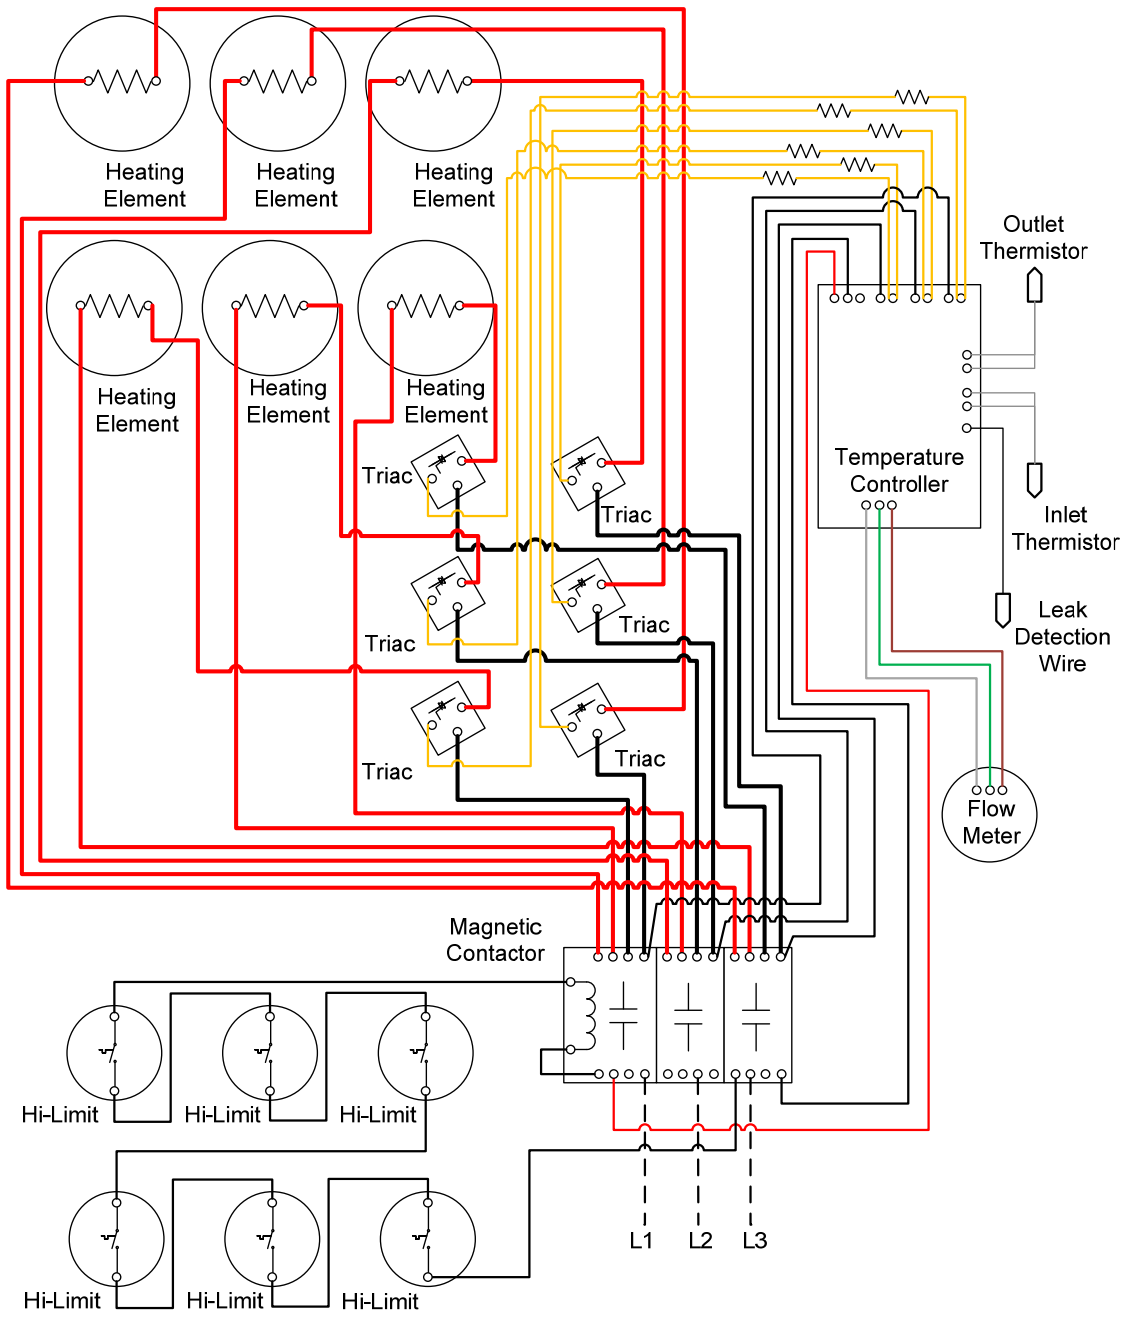 Heating
Element
Heating
Element
Heating
Element
Outlet
Thermistor
Heating
Element
Heating
Element
Heating
Element
Triac
Triac
Temperature
Controller
Inlet
Thermistor
Triac
Triac
Leak
Detection
Wire
Triac
Triac
Flow
Meter
Magnetic
Contactor
Hi-Limit
Hi-Limit
Hi-Limit
L1
L2
L3
Hi-Limit
Hi-Limit
Hi-Limit